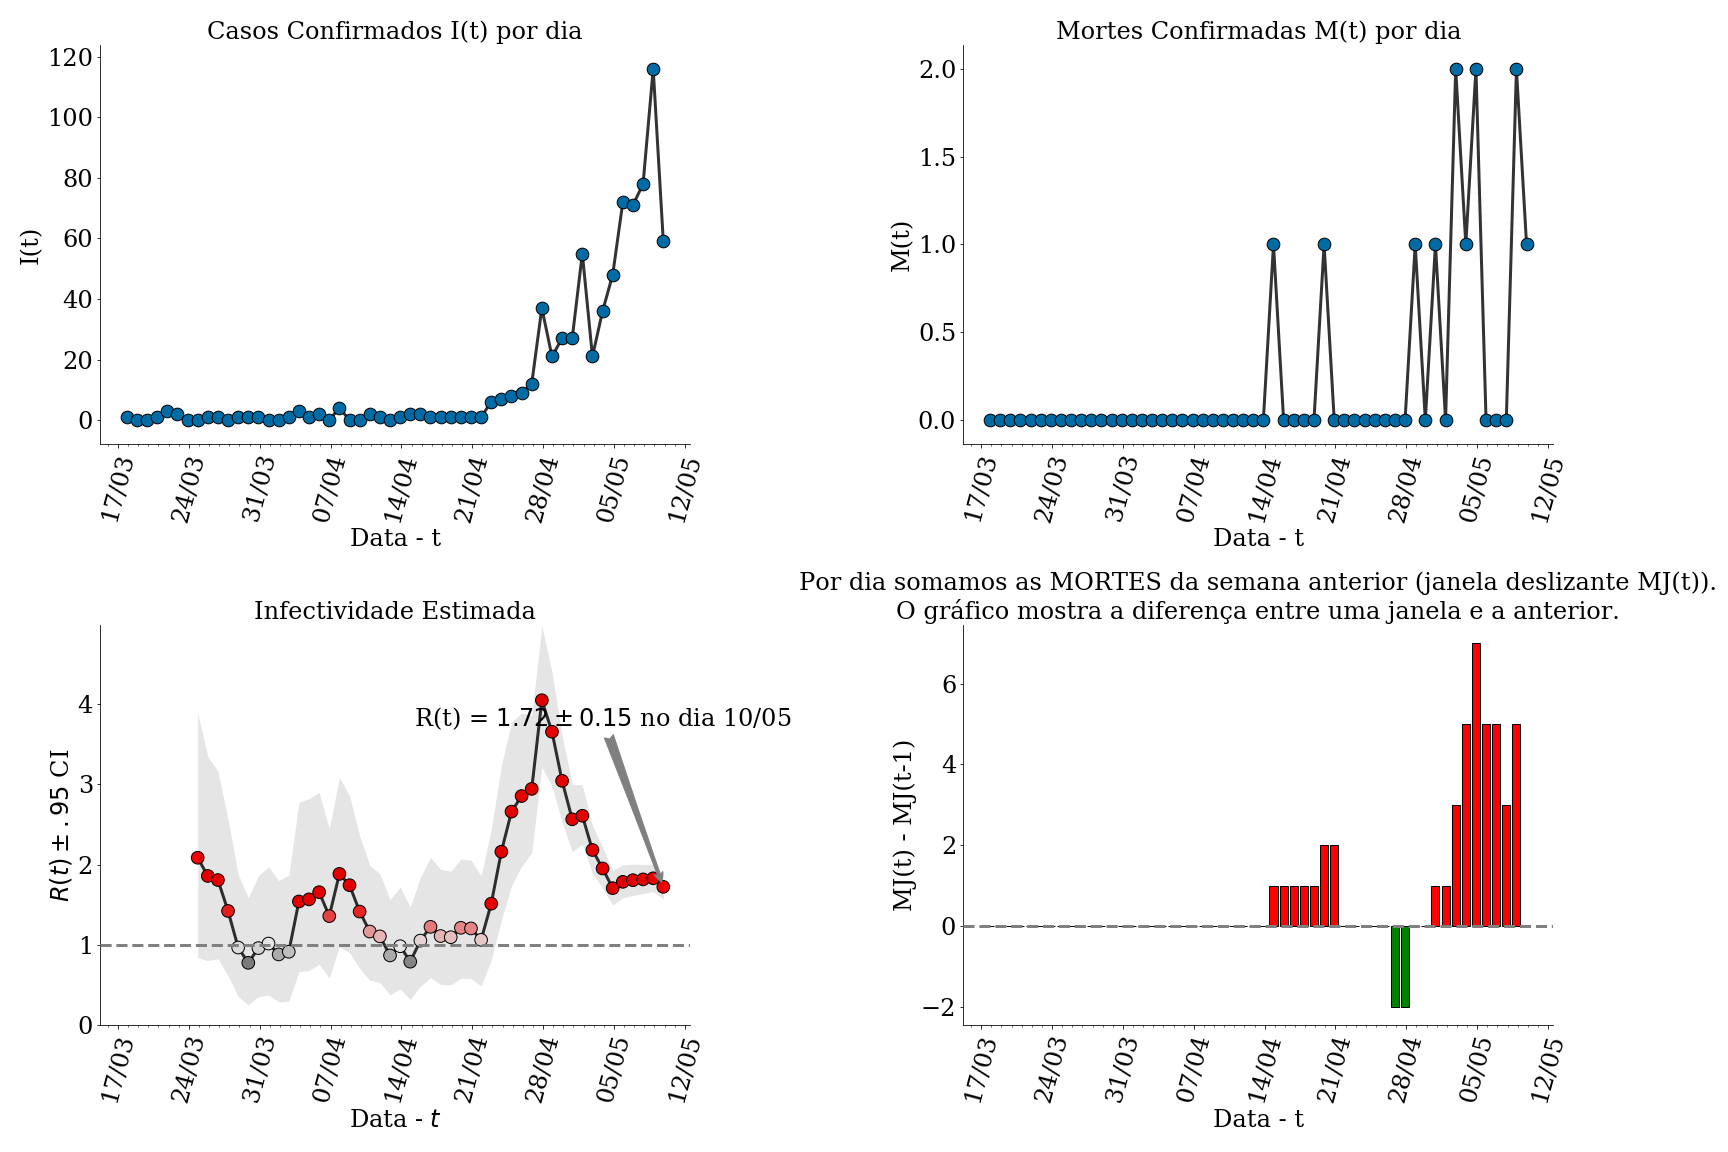 Casos Confirmados I(t) por dia
I(t)
120
100
80
60
40
20
0
17/03 24/03 31/03 07/04 14/04 21/04 28/04 05/05 12/05
Data - t
Mortes Confirmadas M(t) por dia
M(t)
2.0
1.5
1.0
0.5
0.0
17/03 24/03 31/03 07/04 14/04 21/04 28/04 05/05 12/05
Data - t
Infectividade Estimada
R(t) ± .95 CI
4
3
2
1
0
R(t) = 1.72 ± 0.15 no dia 10/05
17/03 24/03 31/03 07/04 14/04 21/04 28/04 05/05 12/05
Data - t
Por dia somamos as MORTES da semana anterior (janela deslizante MJ(t)).
O gráfico mostra a diferença entre uma janela e a anterior.
MJ(t) - MJ(t-1)
6
4
2
0
−2
17/03 24/03 31/03 07/04 14/04 21/04 28/04 05/05 12/05
Data - t